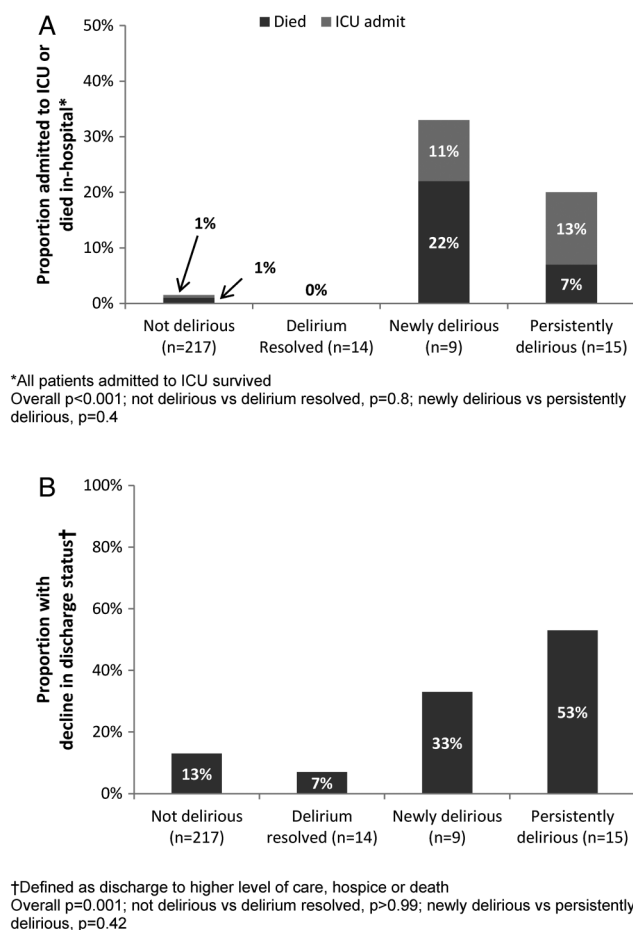 A
Died ICU admit
Proportion admitted to ICU or
died in-hospital*
50%
40%
30%
20%
10%
0%
1%
1%
0%
11%
22%
13%
7%
Not delirious
(n=217)
Delirium
Resolved (n=14)
Newly delirious
(n=9)
Persistently
delirious (n=15)
*All patients admitted to ICU survived
Overall p<0.001; not delirious vs delirium resolved, p=0.8; newly delirious vs persistently
delirious, p=0.4
B
Proportion with
decline in discharge status†
100%
80%
60%
40%
20%
0%
13%
7%
33%
53%
Not delirious
(n=217)
Delirium
resolved (n=14)
Newly delirious
(n=9)
Persistently
delirious (n=15)
†Defined as discharge to higher level of care, hospice or death
Overall p=0.001; not delirious vs delirium resolved, p>0.99; newly delirious vs persistently
delirious, p=0.42